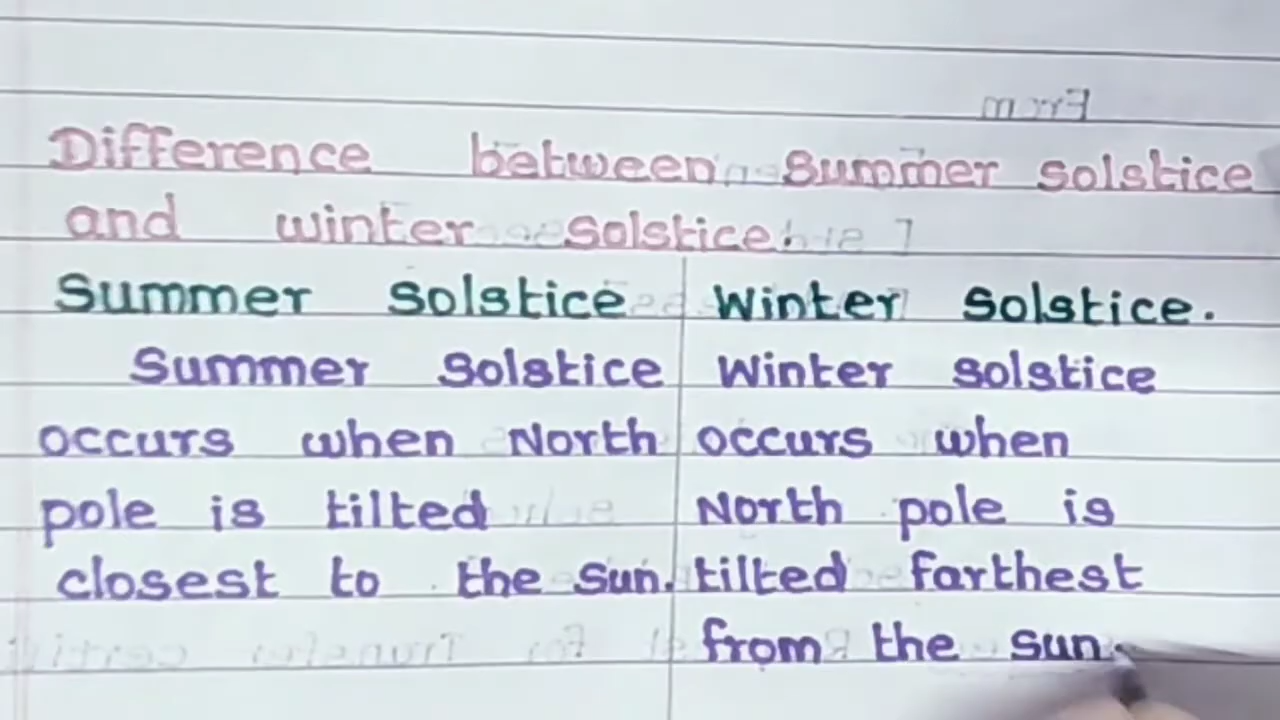 Difference between Summer solstice
and winter solstice.
Summer solstice
Summer solstice
occurs when North
pole is tilted
closest to the sun.
Winter solstice.
Winter solstice
occurs when
North pole is
tilted farthest
from the sun.